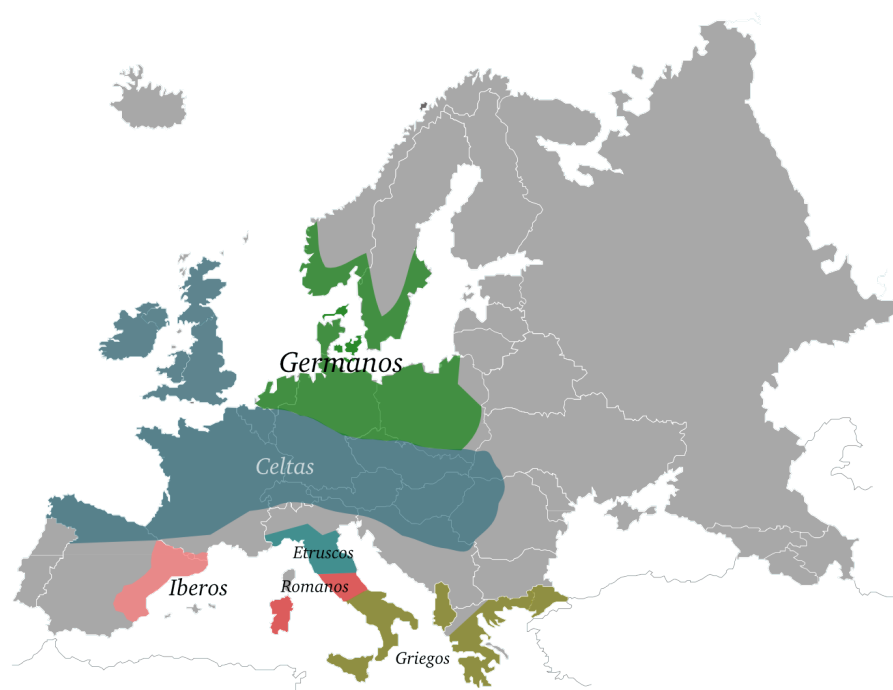 Germanos
Celtas
Etruscos
Iberos
Romanos
Griegos